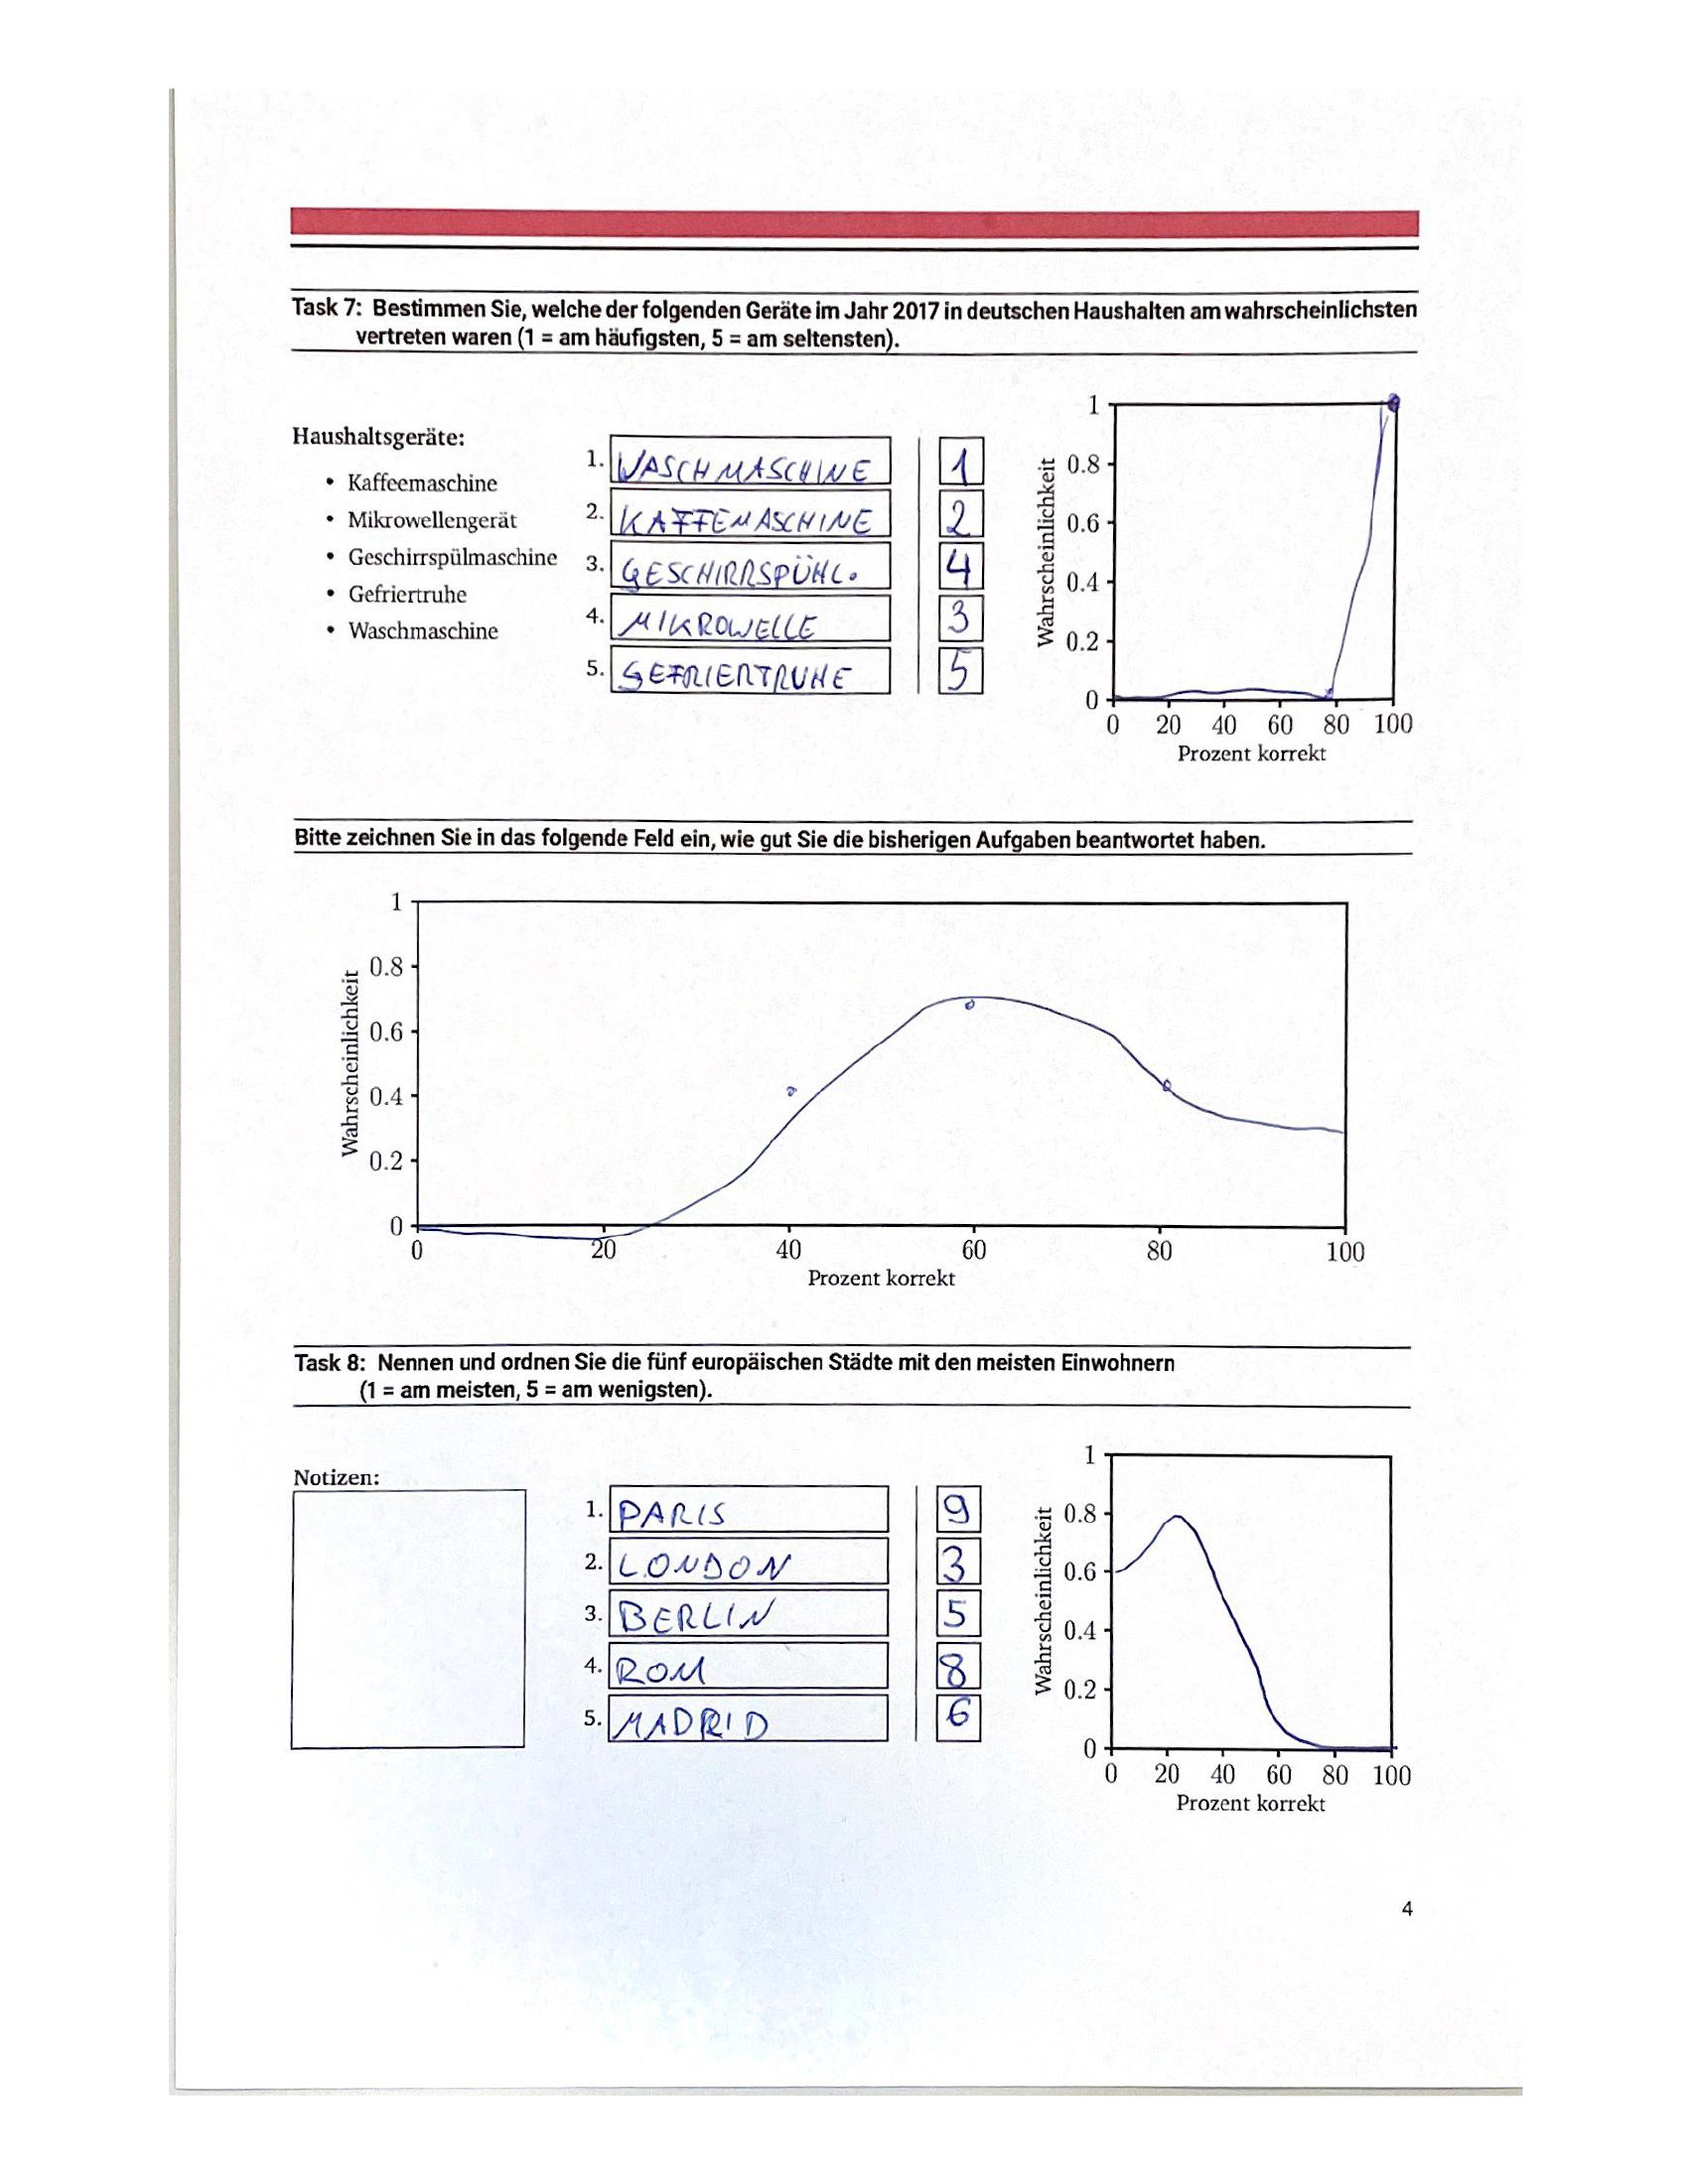 Task 7: Bestimmen Sie, welche der folgenden Geräte im Jahr 2017 in deutschen Haushalten am wahrscheinlichsten
vertreten waren (1 = am häufigsten, 5 = am seltensten).
Haushaltsgeräte:
• Kaffeemaschine
• Mikrowellengerät
• Geschirrspülmaschine
• Gefriertruhe
• Waschmaschine
1. WASCHMASCHINE 1
2. KAFFEMASCHINE 2
3. GESCHIRRSPÜHL. 4
4. MIKROWELLE 3
5. GEFRIERTRUHE 5
Wahrscheinlichkeit
1
0.8
0.6
0.4
0.2
0
0 20 40 60 80 100
Prozent korrekt
Bitte zeichnen Sie in das folgende Feld ein, wie gut Sie die bisherigen Aufgaben beantwortet haben.
Wahrscheinlichkeit
1
0.8
0.6
0.4
0.2
0
0 20 40 60 80 100
Prozent korrekt
Task 8: Nennen und ordnen Sie die fünf europäischen Städte mit den meisten Einwohnern
(1 = am meisten, 5 = am wenigsten).
Notizen:
1. PARIS 9
2. LONDON 3
3. BERLIN 5
4. ROM 8
5. MADRID 6
Wahrscheinlichkeit
1
0.8
0.6
0.4
0.2
0
0 20 40 60 80 100
Prozent korrekt
4